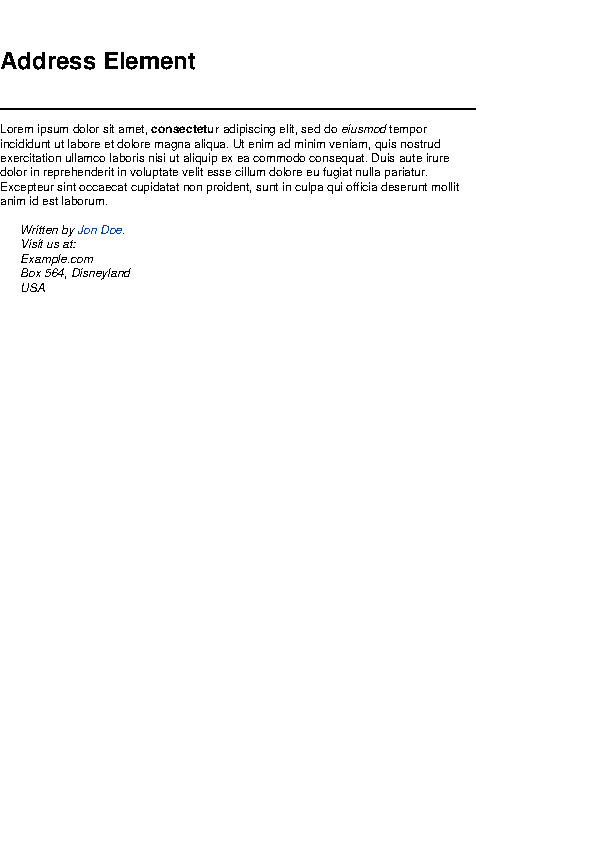 Address Element
Lorem ipsum dolor sit amet, consectetur adipiscing elit, sed do eiusmod tempor
incididunt ut labore et dolore magna aliqua. Ut enim ad minim veniam, quis nostrud
exercitation ullamco laboris nisi ut aliquip ex ea commodo consequat. Duis aute irure
dolor in reprehenderit in voluptate velit esse cillum dolore eu fugiat nulla pariatur.
Excepteur sint occaecat cupidatat non proident, sunt in culpa qui officia deserunt mollit
anim id est laborum.
Written by Jon Doe.
Visit us at:
Example.com
Box 564, Disneyland
USA